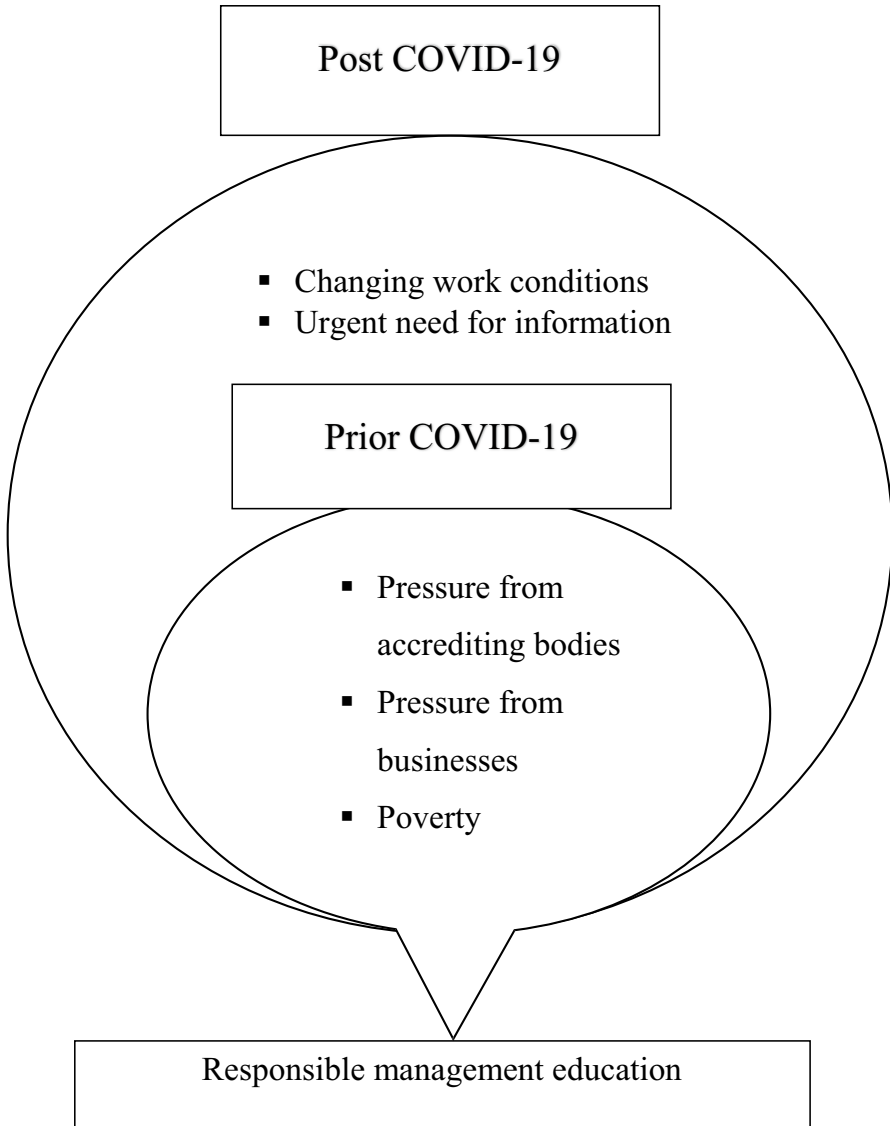 Post COVID-19
▪ Changing work conditions
▪ Urgent need for information
Prior COVID-19
▪ Pressure from
accrediting bodies
▪ Pressure from
businesses
▪ Poverty
Responsible management education